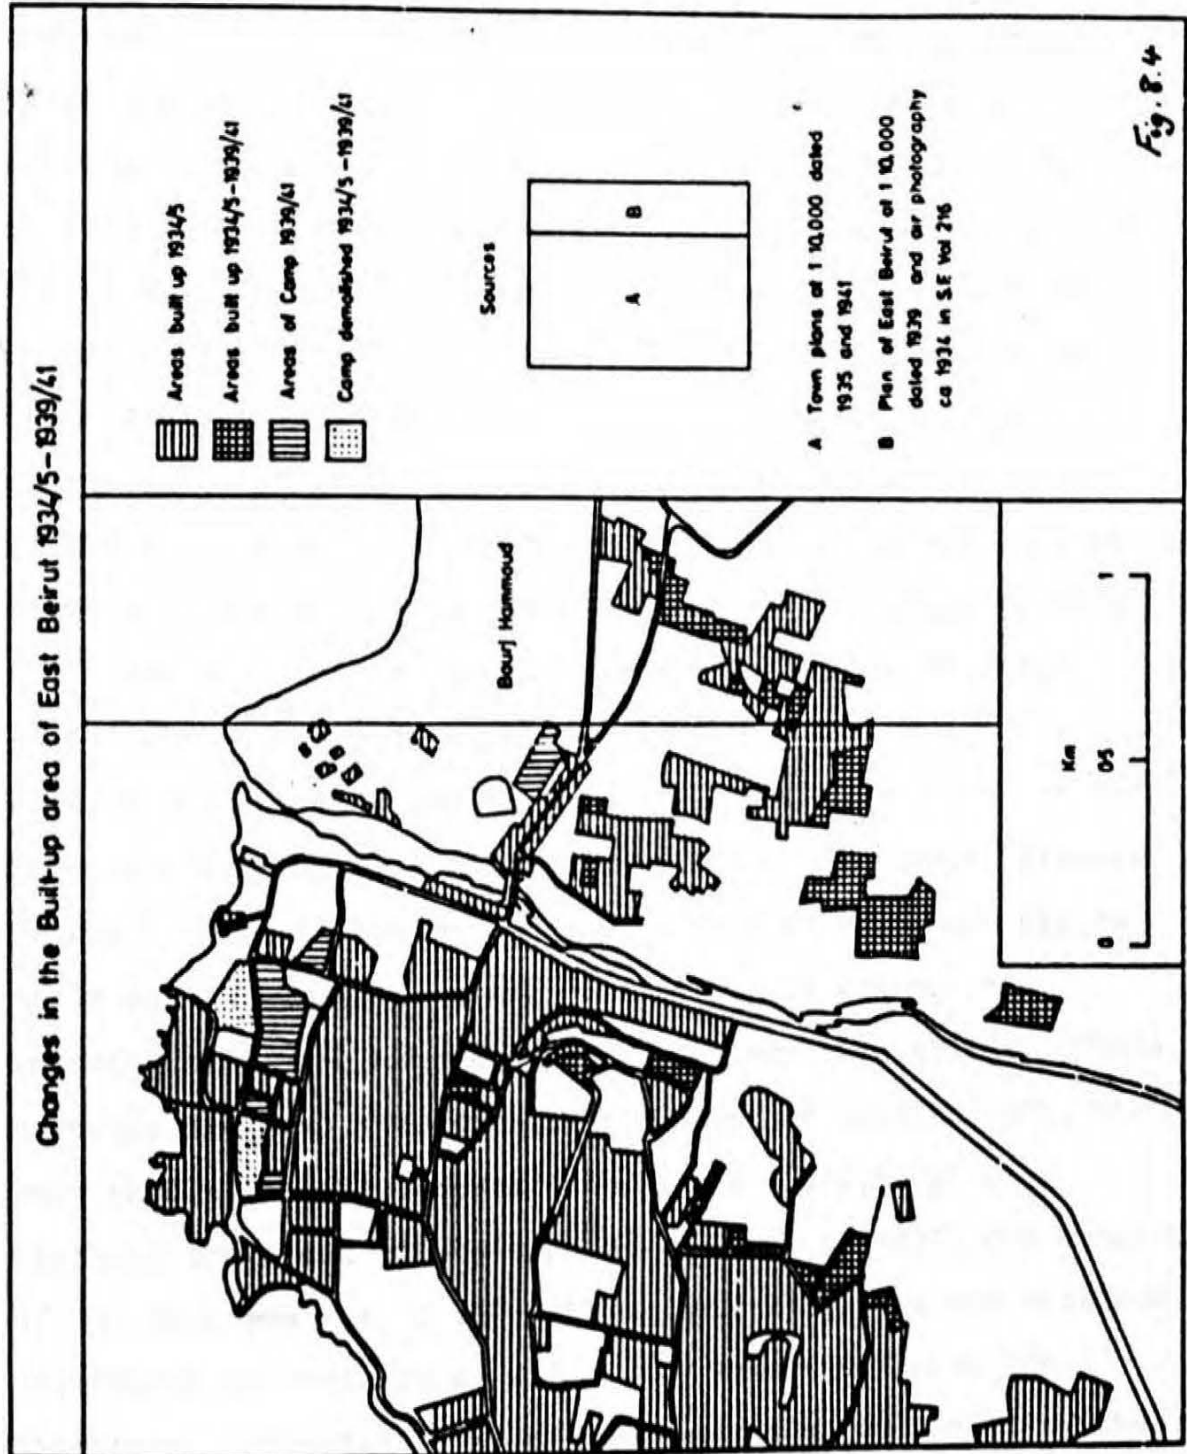 Changes in the Built-up area of East Beirut 1934/5-1939/41
Areas built up 1934/5
Areas built up 1934/5-1939/41
Areas of Camp 1939/41
Camp demolished 1934/5-1939/41
Sources
A
B
A Town plans at 1 10,000 dated
1935 and 1941
B Plan of East Beirut at 1 10,000
dated 1939 and air photography
ca 1934 in S.E Vol 216
Bourj Hammoud
Km
0 0.5 1
Fig. 8.4